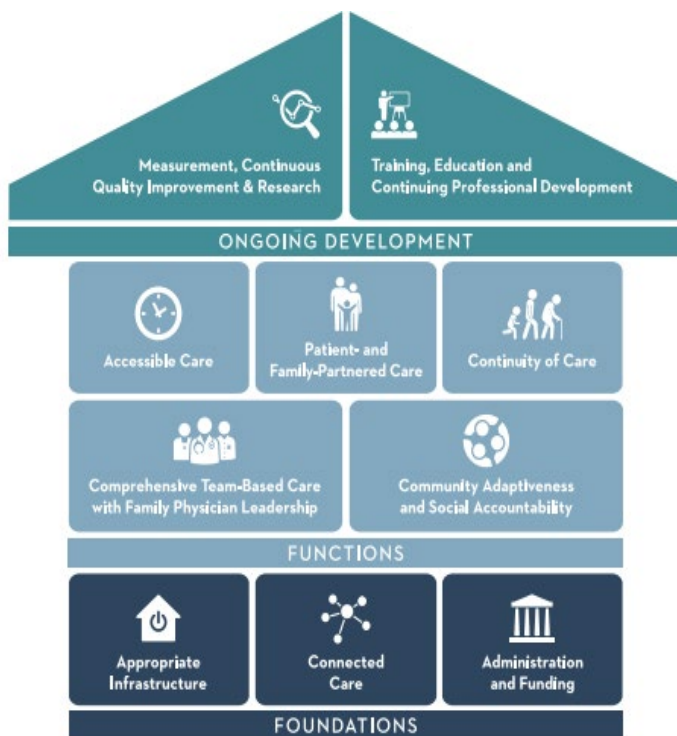 Measurement, Continuous
Quality Improvement & Research
Training, Education and
Continuing Professional Development
ONGOING DEVELOPMENT
Accessible Care
Patient- and
Family-Partnered Care
Continuity of Care
Comprehensive Team-Based Care
with Family Physician Leadership
Community Adaptiveness
and Social Accountability
FUNCTIONS
Appropriate
Infrastructure
Connected
Care
Administration
and Funding
FOUNDATIONS